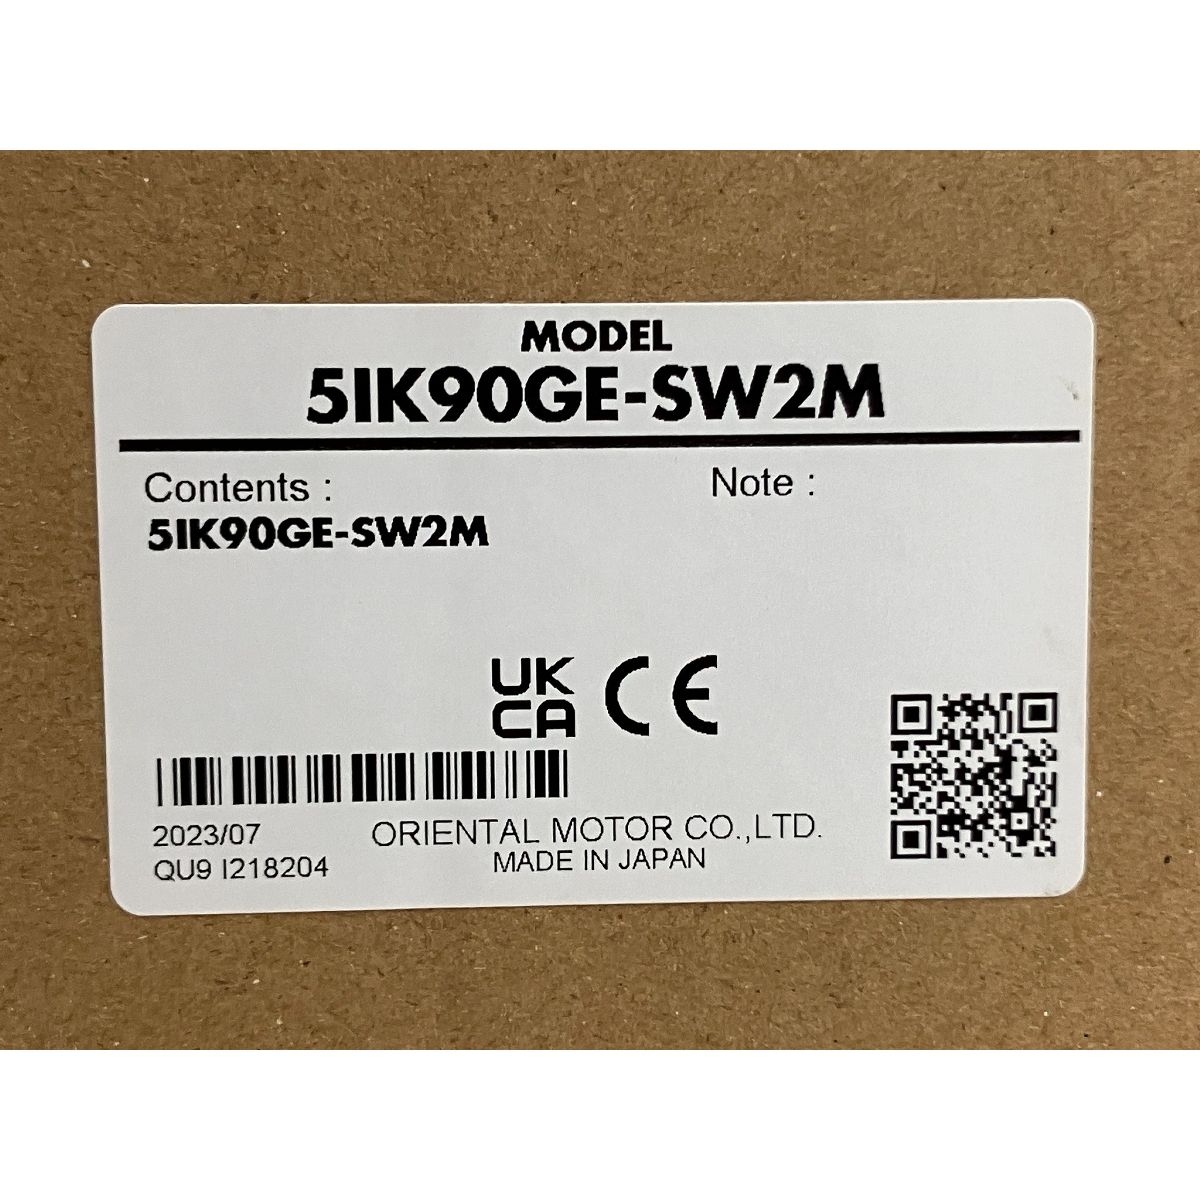 MODEL
5IK90GE-SW2M
Contents :
Note :
5IK90GE-SW2M
UK
CA
CE
2023/07
QU9 I218204
ORIENTAL MOTOR CO.,LTD.
MADE IN JAPAN